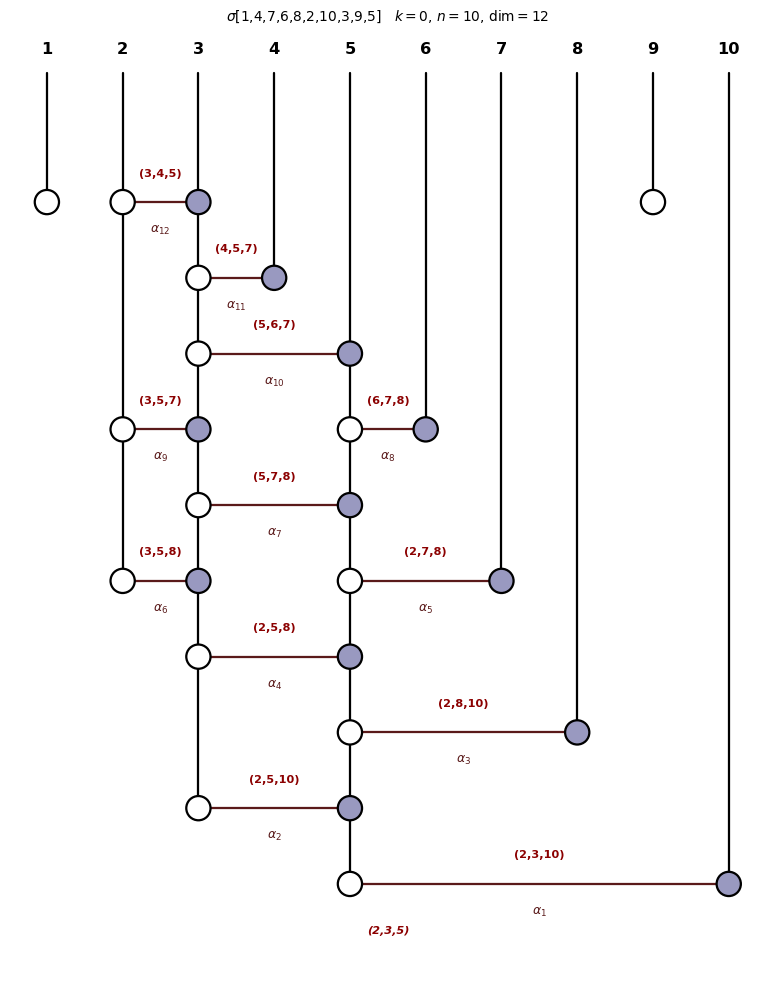 σ[1,4,7,6,8,2,10,3,9,5] k = 0, n = 10, dim = 12
1 2 3 4 5 6 7 8 9 10
(3,4,5)
α12
(4,5,7)
α11
(5,6,7)
α10
(3,5,7) (6,7,8)
α9 α8
(5,7,8)
α7
(3,5,8) (2,7,8)
α6 α5
(2,5,8)
α4
(2,8,10)
α3
(2,5,10)
α2
(2,3,10)
α1
(2,3,5)